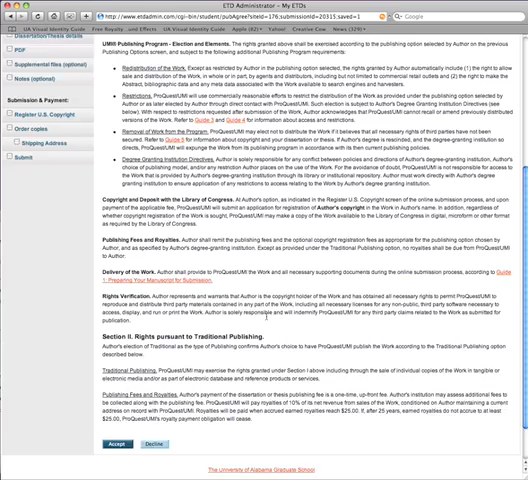 ETD Administrator — My ETDs
http://www.etdadmin.com/cgi-bin/student/pubAgree?siteId=176;submissionId=20315;saved=1
Google
UA Visual Identity Guide
Free Royalty
Apple
Yahoo!
Creative Cow
News (329)
UA Visual Identity Guide
Dissertation/Thesis details
PDF
Supplemental files (optional)
Notes (optional)
Submission & Payment:
Register U.S. Copyright
Order copies
Shipping Address
Submit
UMI® Publishing Program - Election and Elements. The rights granted above shall be exercised according to the publishing option selected by Author on the previous
Publishing Options screen, and subject to the following additional Publishing Program requirements:
• Redistribution of the Work. Except as restricted by Author in the publishing option selected, the rights granted by Author automatically include (1) the right to allow
sale and distribution of the Work, in whole or in part, by agents and distributors, including but not limited to commercial retail outlets and (2) the right to make the
Abstract, bibliographic data and any meta data associated with the Work available to search engines and harvesters.
• Restrictions. ProQuest/UMI will use commercially reasonable efforts to restrict the distribution of the Work as provided under the publishing option selected by
Author or as later elected by Author through direct contact with ProQuest/UMI. Such election is subject to Author's Degree Granting Institution Directives (see
below). With respect to restrictions requested after submission of the Work, Author acknowledges that ProQuest/UMI cannot recall or amend previously
distributed versions of the Work. Refer to Guide 3 and Guide 4 for information about access and restrictions.
• Removal of Work from the Program. ProQuest/UMI may elect not to distribute the Work if it believes that all necessary rights of third parties have not been
secured. Refer to Guide 5 for information about copyright and your dissertation or thesis. If Author's degree is rescinded, and the degree-granting institution so
directs, ProQuest/UMI will expunge the Work from its publishing program in accordance with its then current publishing policies.
• Degree Granting Institution Directives. Author is solely responsible for any conflict between policies and directions of Author's degree-granting institution, Author's
choice of publishing model, and/or any restriction Author places on the use of the Work. For the avoidance of doubt, ProQuest/UMI is not responsible for access
to the Work that is provided by Author's degree-granting institution through its library or institutional repository. Author must work directly with Author's degree
granting institution to ensure application of any restrictions to access relating to the Work by Author's degree granting institution.
Copyright and Deposit with the Library of Congress. At Author's option, as indicated in the Register U.S. Copyright screen of the online submission process, and upon
payment of the applicable fee, ProQuest/UMI will submit an application for registration of Author's copyright in the Work in Author's name. In addition, regardless of
whether copyright registration of the Work is sought, ProQuest/UMI may make a copy of the Work available to the Library of Congress in digital, microform or other format
as required by the Library of Congress.
Publishing Fees and Royalties. Author shall remit the publishing fees and the optional copyright registration fees as appropriate for the publishing option chosen by
Author, and as specified by Author's degree-granting institution. Except as provided under the Traditional Publishing Option, no royalties shall be due from ProQuest/UMI
to Author.
Delivery of the Work. Author shall provide to ProQuest/UMI the Work and all necessary supporting documents during the online submission process, according to Guide
1: Preparing Your Manuscript for Submission.
Rights Verification. Author represents and warrants that Author is the copyright holder of the Work and has obtained all necessary rights to permit ProQuest/UMI to
reproduce and distribute third party materials contained in any part of the Work, including all necessary licenses for any non-public, third party software necessary to
access, display, and run or print the Work. Author is solely responsible and will indemnify ProQuest/UMI for any third party claims related to the Work as submitted for
publication.
Section II. Rights pursuant to Traditional Publishing.
Author's election of Traditional as the type of Publishing confirms Author's choice to have ProQuest/UMI publish the Work according to the Traditional Publishing option
described below.
Traditional Publishing. ProQuest/UMI may exercise the rights granted under Section I above including through the sale of individual copies of the Work in tangible or
electronic media and/or as part of electronic database and reference products or services.
Publishing Fees and Royalties. Author's payment of the dissertation or thesis publishing fee is a one-time, up-front fee. Author's institution may assess additional fees to
be collected along with the publishing fee. ProQuest/UMI will pay royalties of 10% of its net revenue from sales of the Work, conditioned on Author maintaining a current
address on record with ProQuest/UMI. Royalties will be paid when accrued earned royalties reach $25.00. If, after 25 years, earned royalties do not accrue to at least
$25.00, ProQuest/UMI's royalty payment obligation will cease.
Accept
Decline
The University of Alabama Graduate School